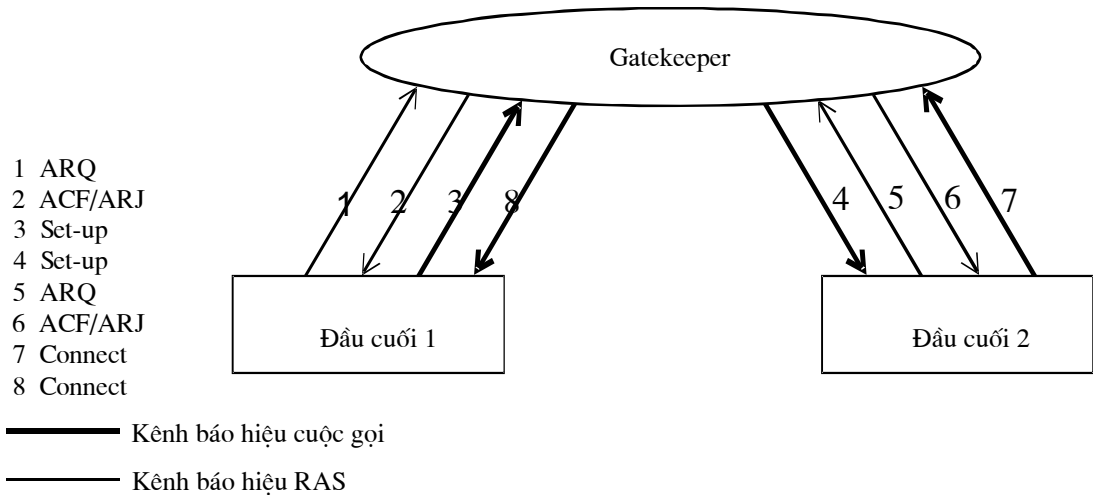 Gatekeeper
1 ARQ
2 ACF/ARJ
3 Set-up
4 Set-up
5 ARQ
6 ACF/ARJ
7 Connect
8 Connect
1 2 3 8 4 5 6 7
Đầu cuối 1
Đầu cuối 2
Kênh báo hiệu cuộc gọi
Kênh báo hiệu RAS